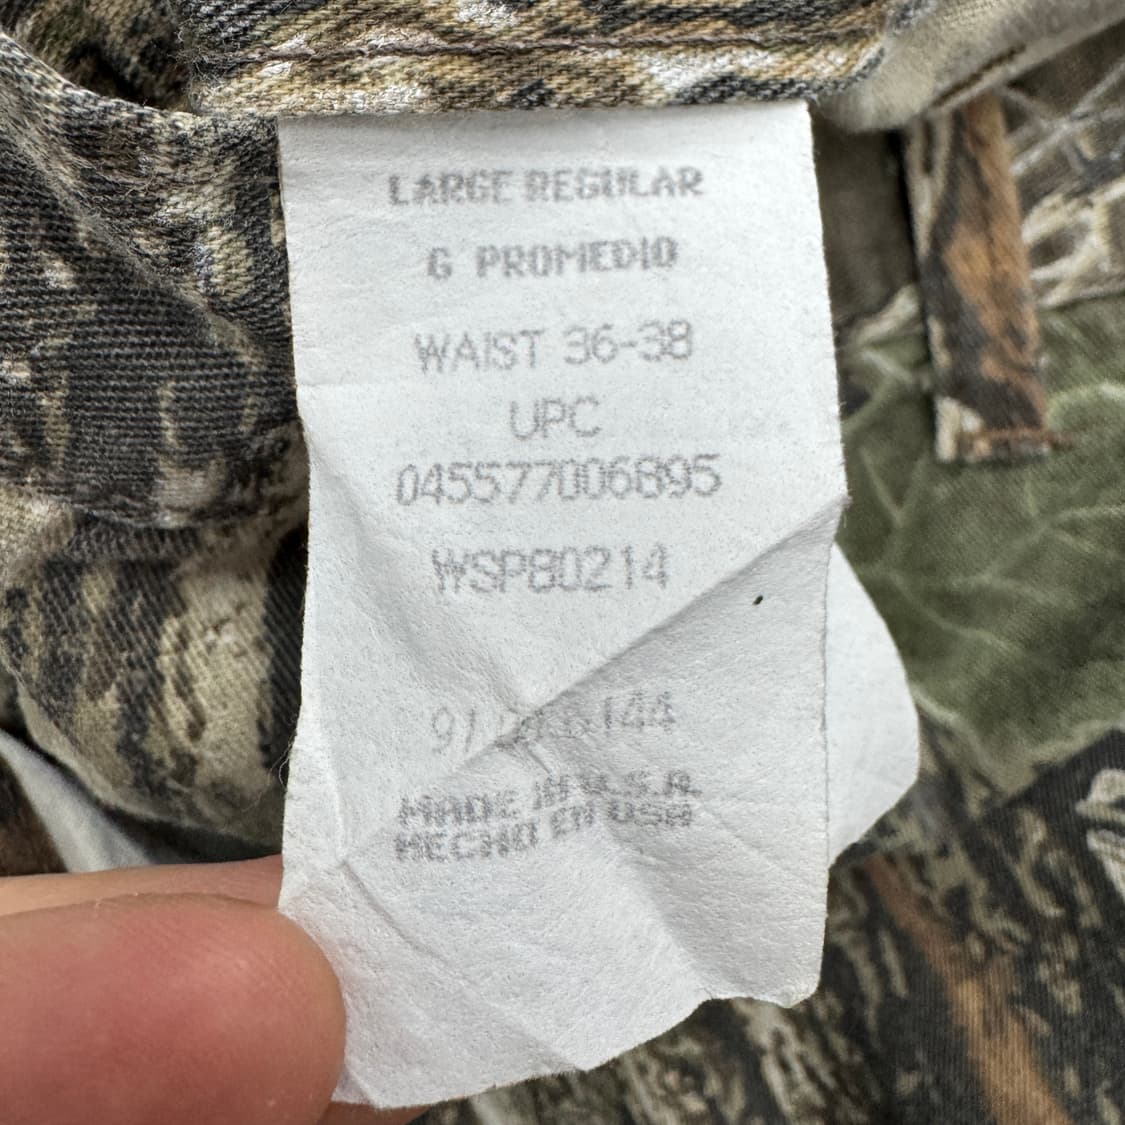 LARGE REGULAR
G PROMEDIO
WAIST 36-38
UPC
045577006895
WSP80214
MADE IN U.S.A.
HECHO EN USA